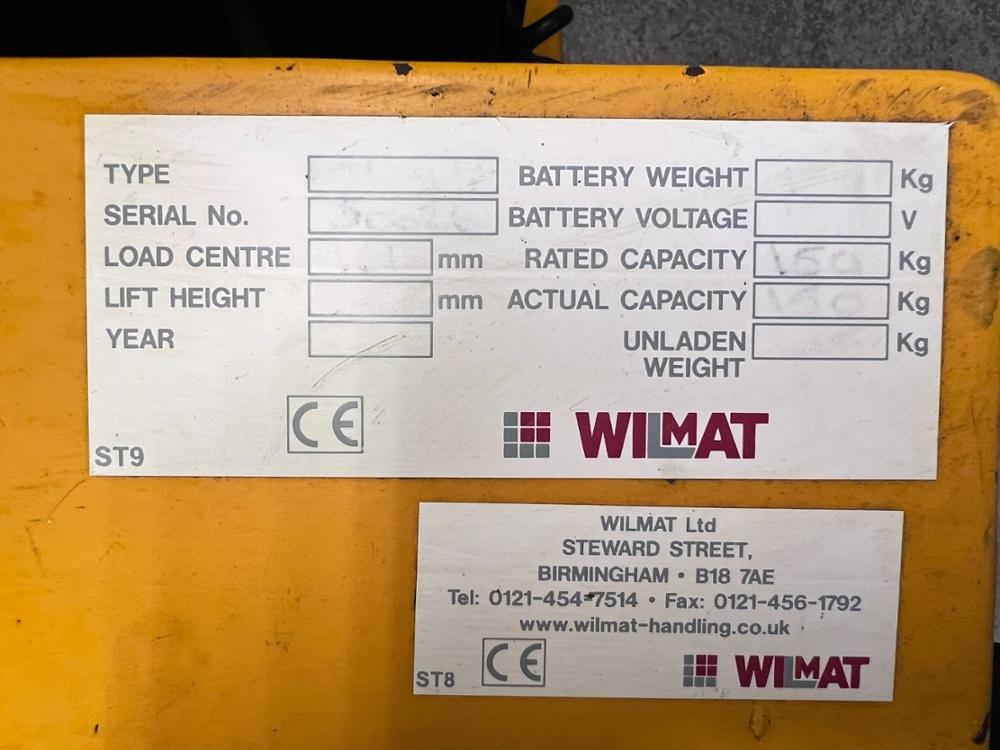 TYPE
SERIAL No.
LOAD CENTRE mm
LIFT HEIGHT mm
YEAR
BATTERY WEIGHT Kg
BATTERY VOLTAGE V
RATED CAPACITY Kg
ACTUAL CAPACITY Kg
UNLADEN Kg
WEIGHT
CE
WILMAT
ST9
WILMAT Ltd
STEWARD STREET,
BIRMINGHAM • B18 7AE
Tel: 0121-454-7514 • Fax: 0121-456-1792
www.wilmat-handling.co.uk
CE
ST8
WILMAT